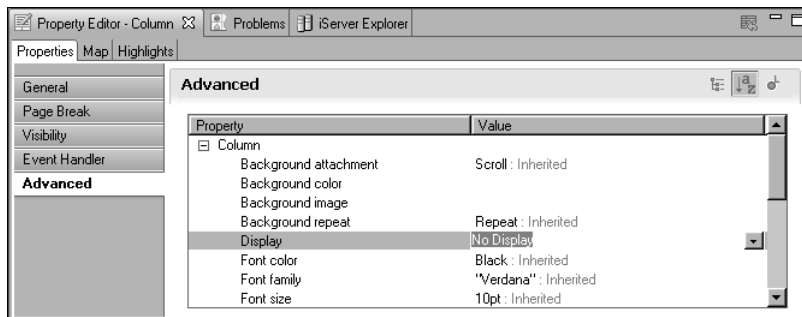 Property Editor - Column Problems iServer Explorer
Properties Map Highlights
General
Page Break
Visibility
Event Handler
Advanced
Advanced
Property Value
Column
Background attachment Scroll : Inherited
Background color
Background image
Background repeat Repeat : Inherited
Display No Display
Font color Black : Inherited
Font family "Verdana" : Inherited
Font size 10pt : Inherited